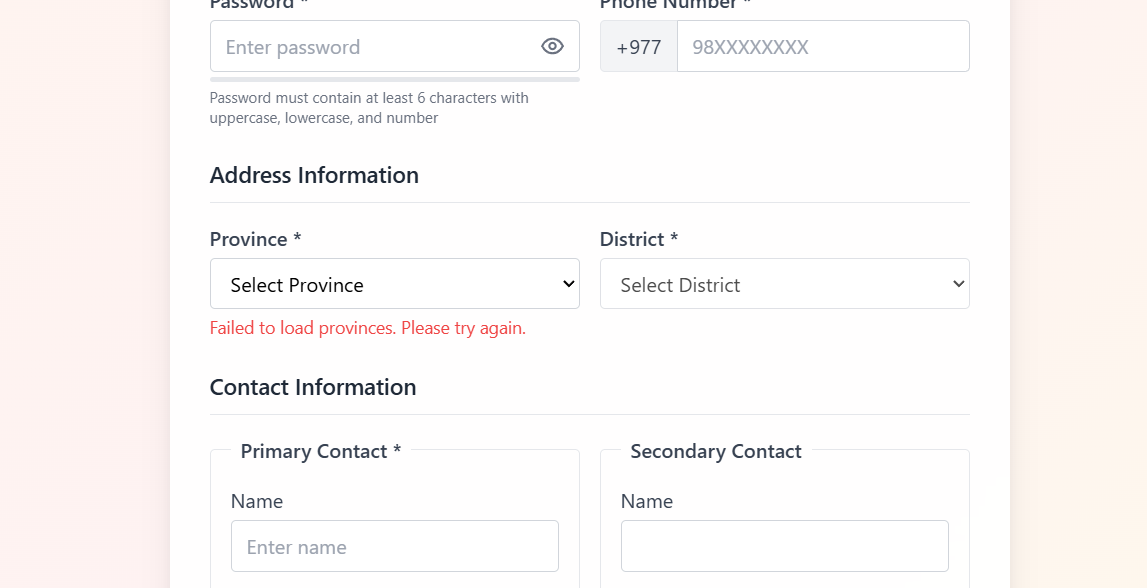 Password *
Phone Number *
Enter password
+977
98XXXXXXXX
Password must contain at least 6 characters with
uppercase, lowercase, and number
Address Information
Province *
District *
Select Province
Select District
Failed to load provinces. Please try again.
Contact Information
Primary Contact *
Secondary Contact
Name
Name
Enter name